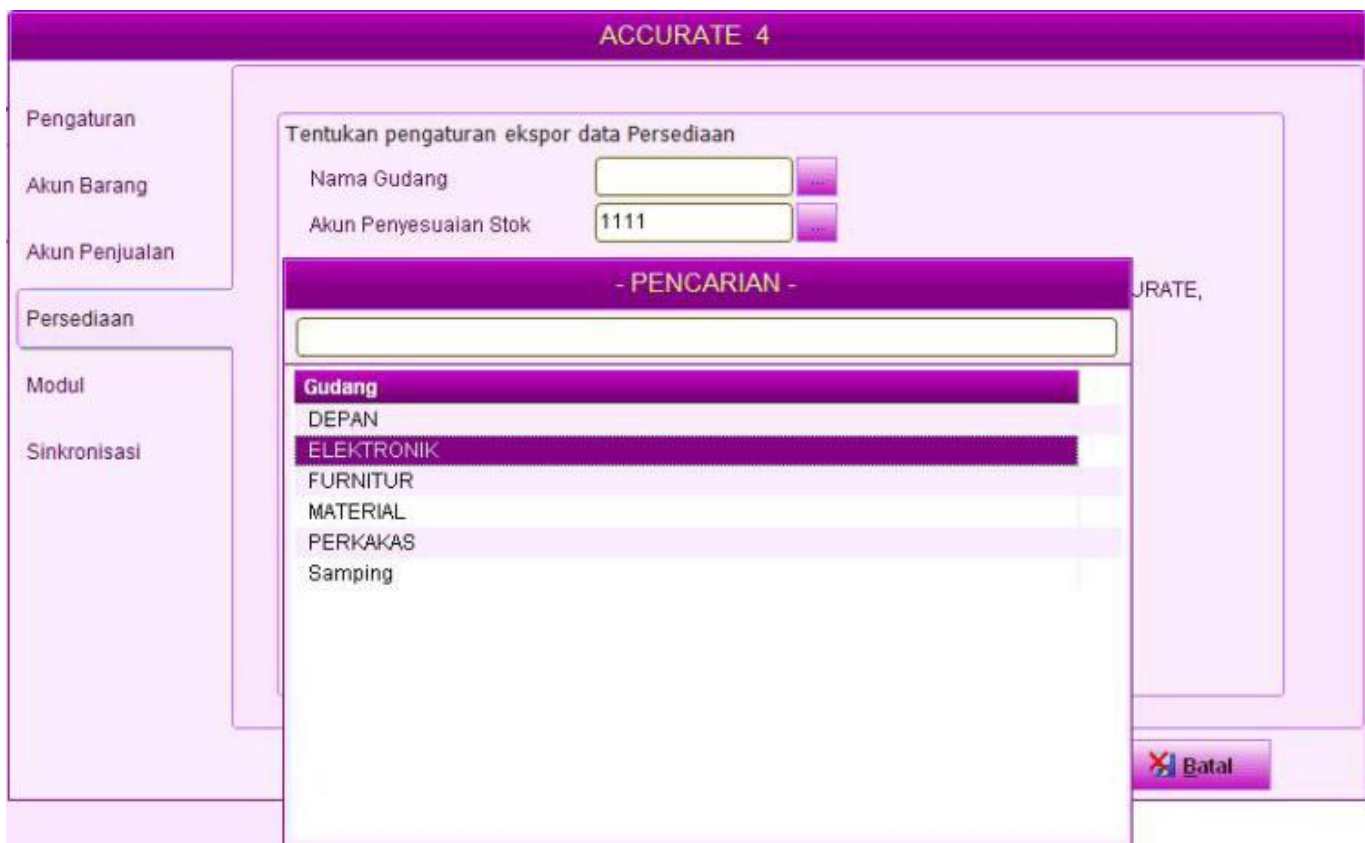 ACCURATE 4
Pengaturan
Akun Barang
Akun Penjualan
Persediaan
Modul
Sinkronisasi
Tentukan pengaturan ekspor data Persediaan
Nama Gudang ...
Akun Penyesuaian Stok 1111 ...
URATE,
- PENCARIAN -
Gudang
DEPAN
ELEKTRONIK
FURNITUR
MATERIAL
PERKAKAS
Samping
Batal